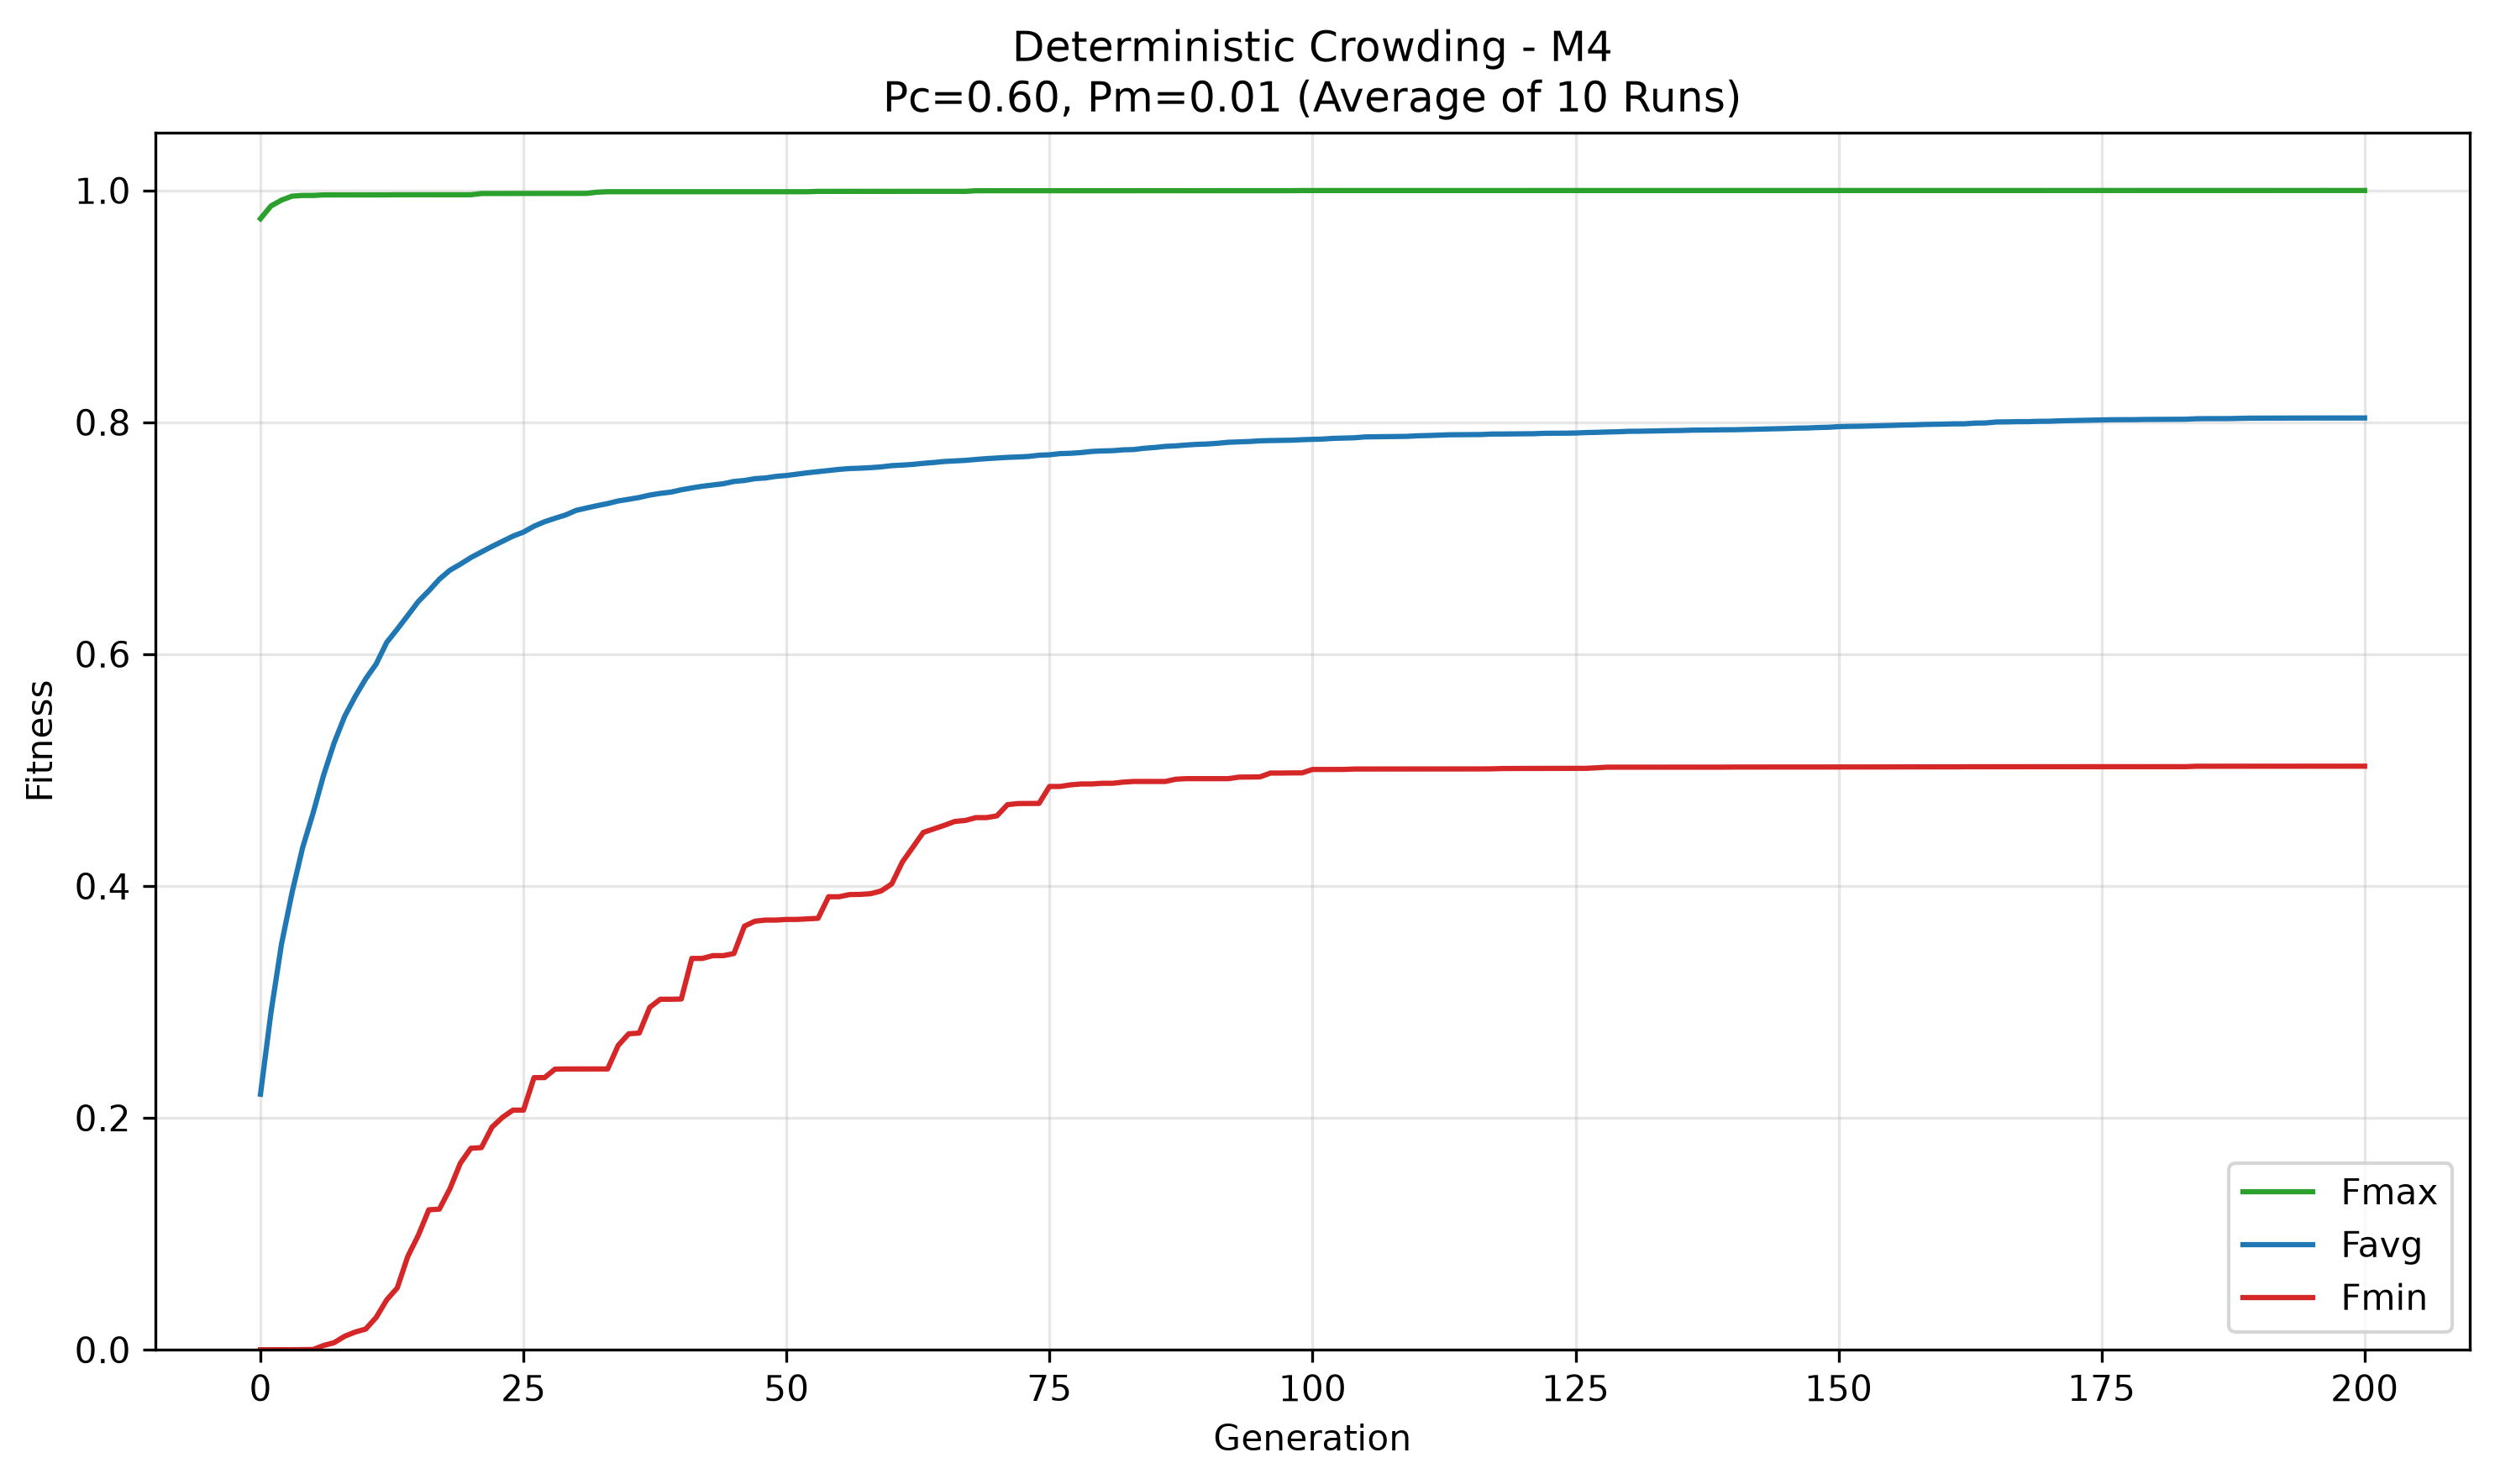 Deterministic Crowding - M4
Pc=0.60, Pm=0.01 (Average of 10 Runs)
1.0
0.8
0.6
0.4
0.2
0.0
Fitness
0 25 50 75 100 125 150 175 200
Generation
Fmax
Favg
Fmin